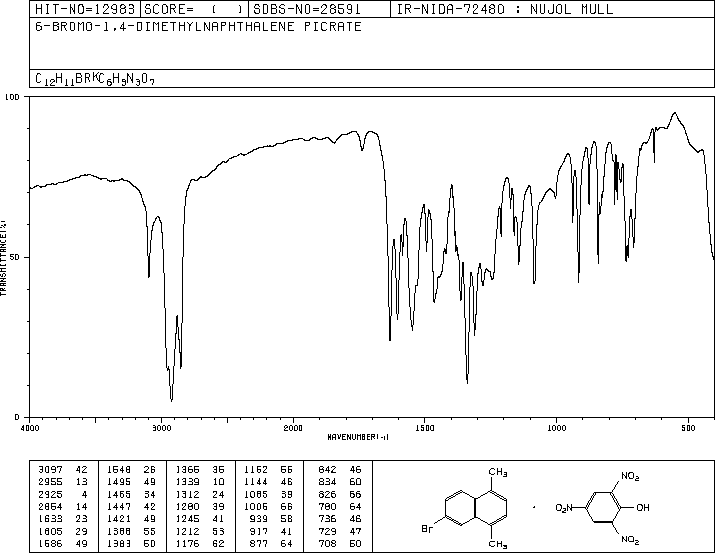 HIT-NO=12983 SCORE= ( ) SDBS-NO=28591 IR-NIDA-72480 : NUJOL MULL
6-BROMO-1,4-DIMETHYLNAPHTHALENE PICRATE
C12H11BR*C6H3N3O7
100
50
0
TRANSMITTANCE(%)
4000 3000 2000 1500 1000 500
WAVENUMBER(-1)
3097 42 1548 26 1366 36 1162 56 842 46
2955 13 1495 49 1339 10 1144 46 834 60
2925 4 1465 34 1312 24 1085 39 826 66
2854 14 1447 42 1280 39 1006 66 780 64
1633 23 1421 49 1245 41 939 58 736 46
1605 29 1388 55 1212 53 917 41 729 47
1586 49 1383 50 1176 62 877 64 708 50
CH3
Br
CH3
·
NO2
O2N
OH
NO2